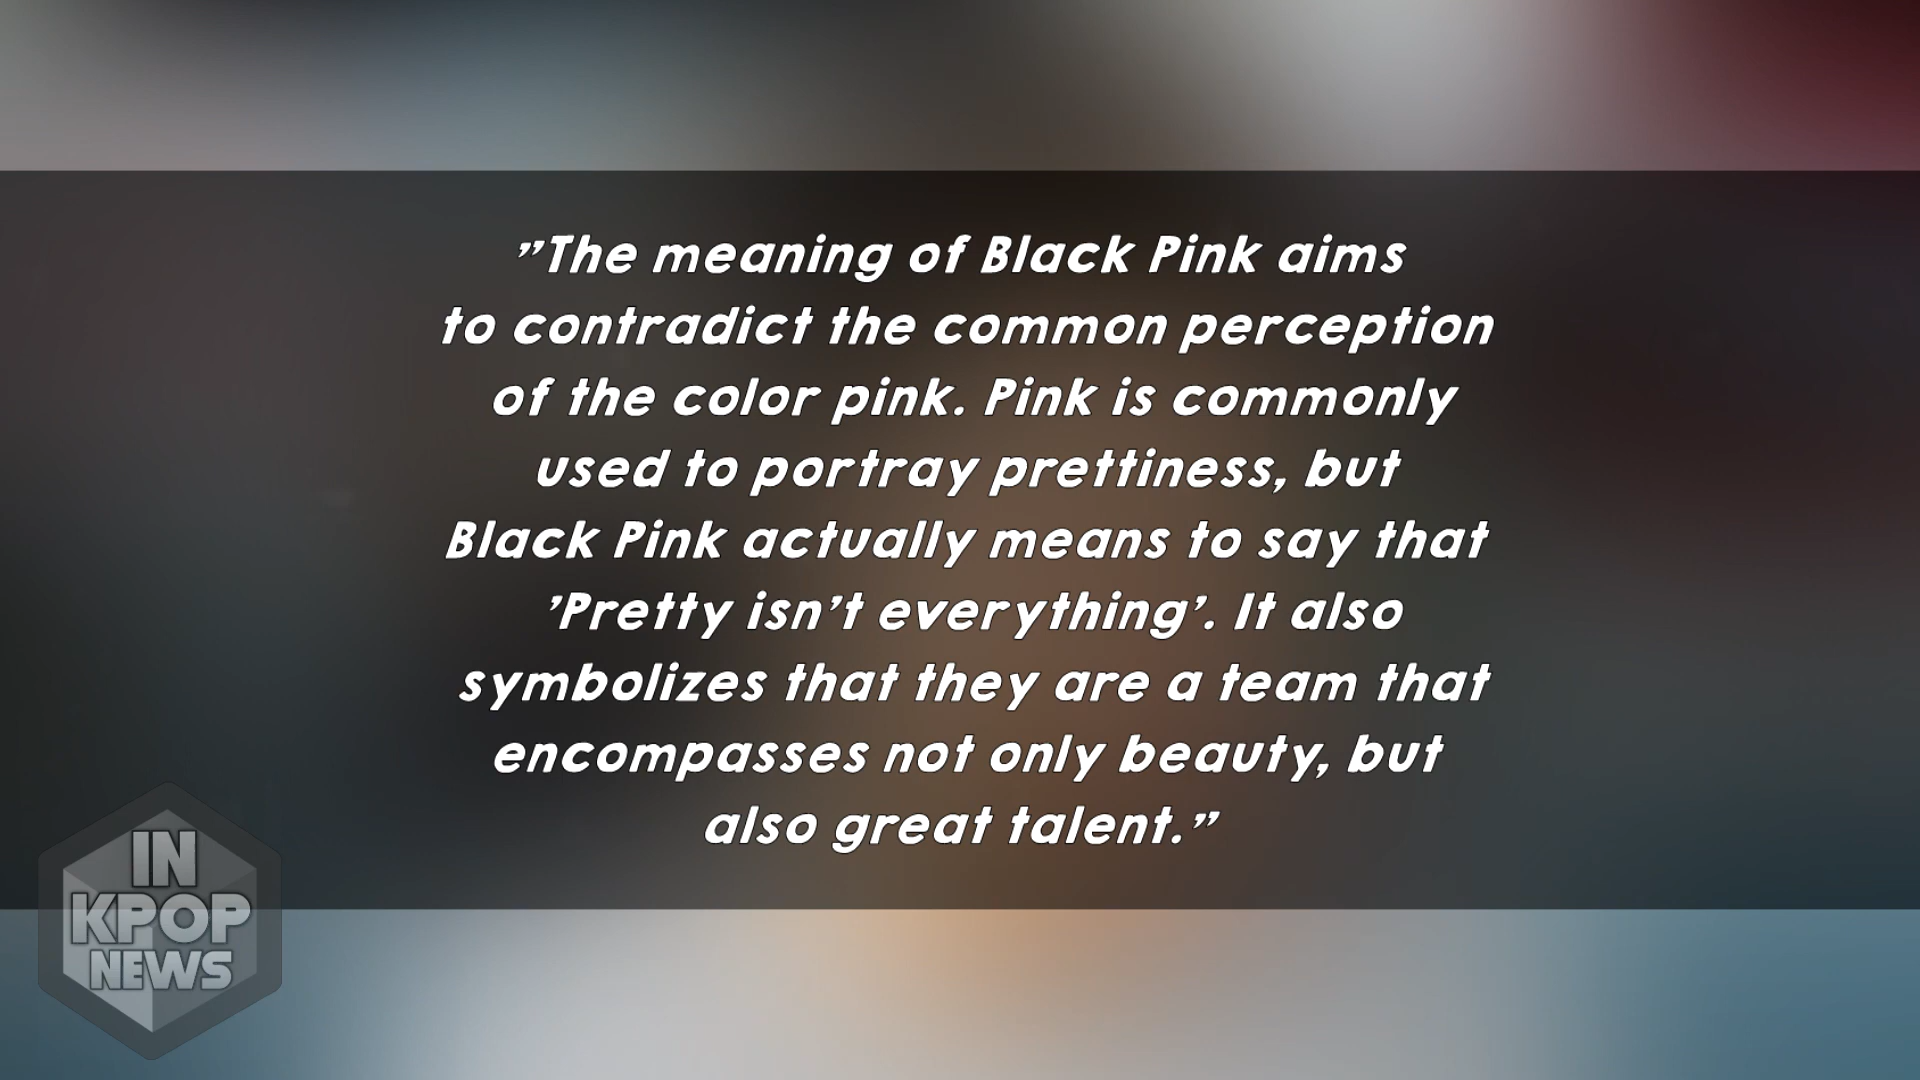 ”The meaning of Black Pink aims
to contradict the common perception
of the color pink. Pink is commonly
used to portray prettiness, but
Black Pink actually means to say that
’Pretty isn’t everything’. It also
symbolizes that they are a team that
encompasses not only beauty, but
also great talent.”
IN
KPOP
NEWS